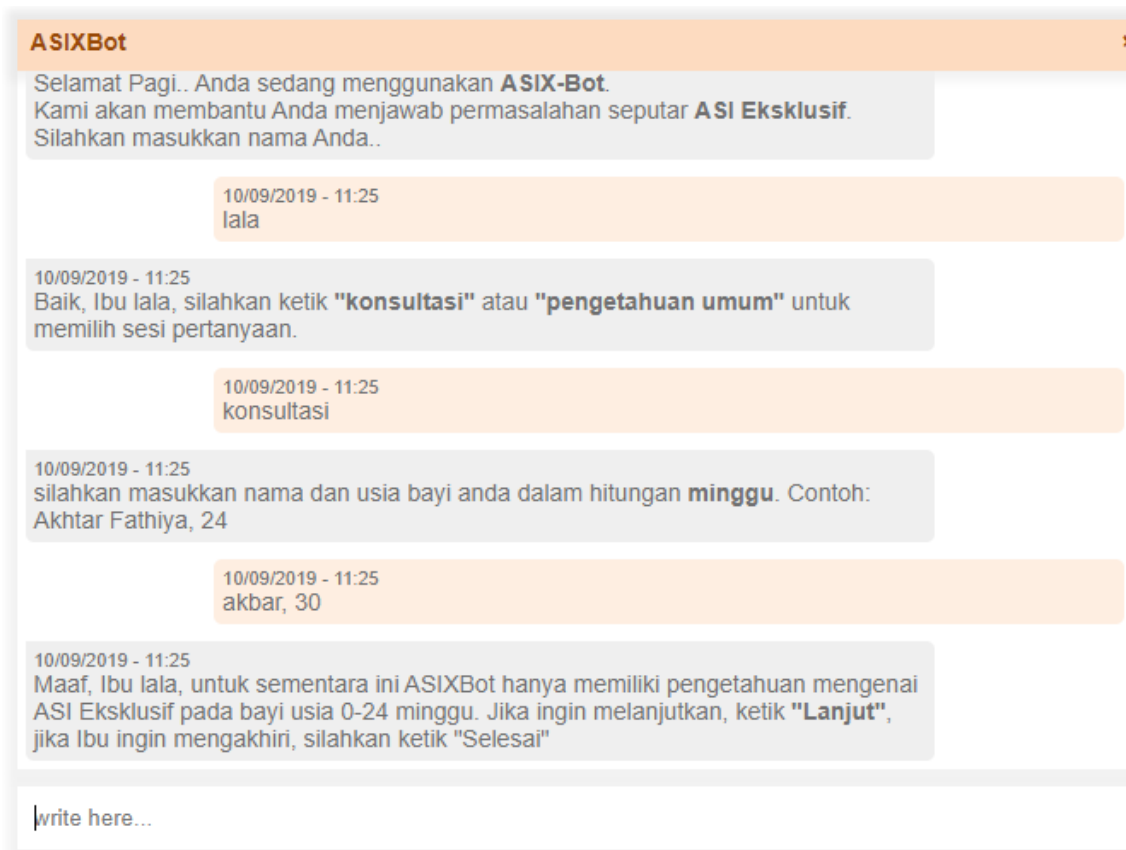 ASIXBot
Selamat Pagi.. Anda sedang menggunakan ASIX-Bot.
Kami akan membantu Anda menjawab permasalahan seputar ASI Eksklusif.
Silahkan masukkan nama Anda..
10/09/2019 - 11:25
lala
10/09/2019 - 11:25
Baik, Ibu lala, silahkan ketik "konsultasi" atau "pengetahuan umum" untuk
memilih sesi pertanyaan.
10/09/2019 - 11:25
konsultasi
10/09/2019 - 11:25
silahkan masukkan nama dan usia bayi anda dalam hitungan minggu. Contoh:
Akhtar Fathiya, 24
10/09/2019 - 11:25
akbar, 30
10/09/2019 - 11:25
Maaf, Ibu lala, untuk sementara ini ASIXBot hanya memiliki pengetahuan mengenai
ASI Eksklusif pada bayi usia 0-24 minggu. Jika ingin melanjutkan, ketik "Lanjut",
jika Ibu ingin mengakhiri, silahkan ketik "Selesai"
write here...